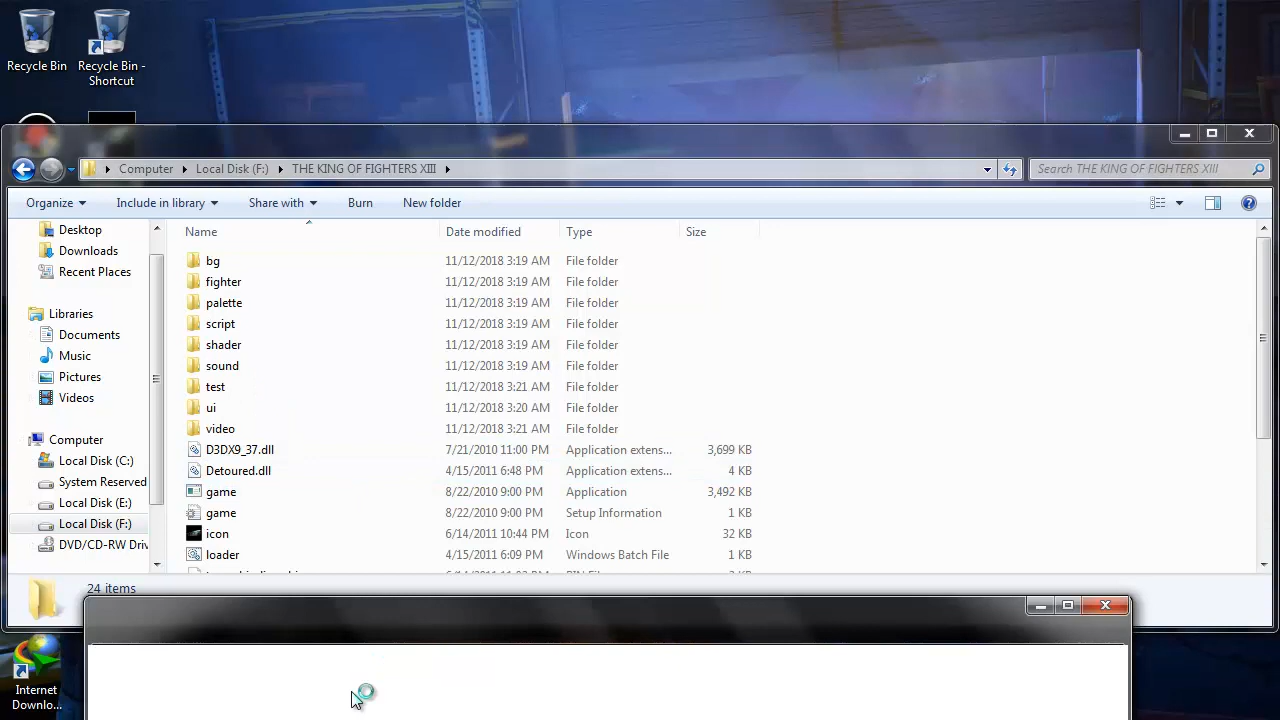 Recycle Bin
Recycle Bin -
Shortcut
Computer
Local Disk (F:)
THE KING OF FIGHTERS XIII
Search THE KING OF FIGHTERS XIII
Organize
Include in library
Share with
Burn
New folder
Desktop
Downloads
Recent Places
Libraries
Documents
Music
Pictures
Videos
Computer
Local Disk (C:)
System Reserved
Local Disk (E:)
Local Disk (F:)
DVD/CD-RW Driv
Name Date modified Type Size
bg 11/12/2018 3:19 AM File folder
fighter 11/12/2018 3:19 AM File folder
palette 11/12/2018 3:19 AM File folder
script 11/12/2018 3:19 AM File folder
shader 11/12/2018 3:19 AM File folder
sound 11/12/2018 3:19 AM File folder
test 11/12/2018 3:21 AM File folder
ui 11/12/2018 3:20 AM File folder
video 11/12/2018 3:21 AM File folder
D3DX9_37.dll 7/21/2010 11:00 PM Application extens... 3,699 KB
Detoured.dll 4/15/2011 6:48 PM Application extens... 4 KB
game 8/22/2010 9:00 PM Application 3,492 KB
game 8/22/2010 9:00 PM Setup Information 1 KB
icon 6/14/2011 10:44 PM Icon 32 KB
loader 4/15/2011 6:09 PM Windows Batch File 1 KB
24 items
Internet
Downlo...